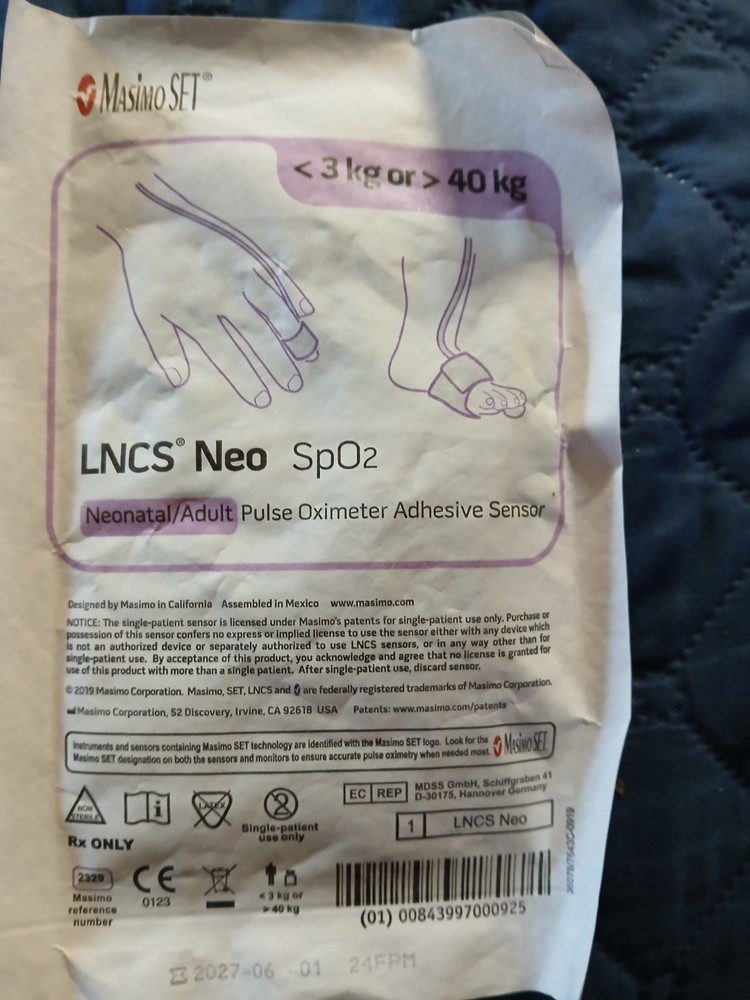 MASIMO SET®
< 3 kg or > 40 kg
LNCS® Neo SpO2
Neonatal/Adult Pulse Oximeter Adhesive Sensor
Designed by Masimo in California Assembled in Mexico www.masimo.com
NOTICE: The single-patient sensor is licensed under Masimo's patents for single-patient use only. Purchase or
possession of this sensor confers no express or implied license to use the sensor either with any device which
is not an authorized device or separately authorized to use LNCS sensors, or in any way other than for
single-patient use. By acceptance of this product, you acknowledge and agree that no license is granted for
use of this product with more than a single patient. After single-patient use, discard sensor.
© 2019 Masimo Corporation. Masimo, SET, LNCS and are federally registered trademarks of Masimo Corporation.
Masimo Corporation, 52 Discovery, Irvine, CA 92618 USA Patents: www.masimo.com/patents
Instruments and sensors containing Masimo SET technology are identified with the Masimo SET logo. Look for the
Masimo SET designation on both the sensors and monitors to ensure accurate pulse oximetry when needed most.
MASIMO SET
NON
STERILE
LATEX
2
Single-patient
use only
EC REP
MDSS GmbH, Schiffgraben 41
D-30175, Hannover Germany
1 LNCS Neo
Rx ONLY
2329
Masimo
reference
number
CE
0123
< 3 kg or
> 40 kg
(01) 00843997000925
2027-06-01 24FPM